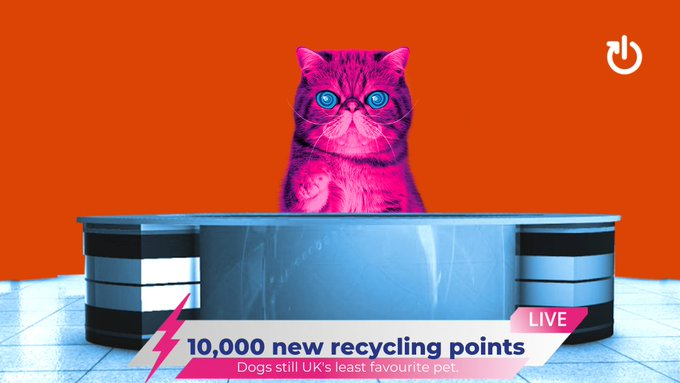 LIVE
10,000 new recycling points
Dogs still UK's least favourite pet.